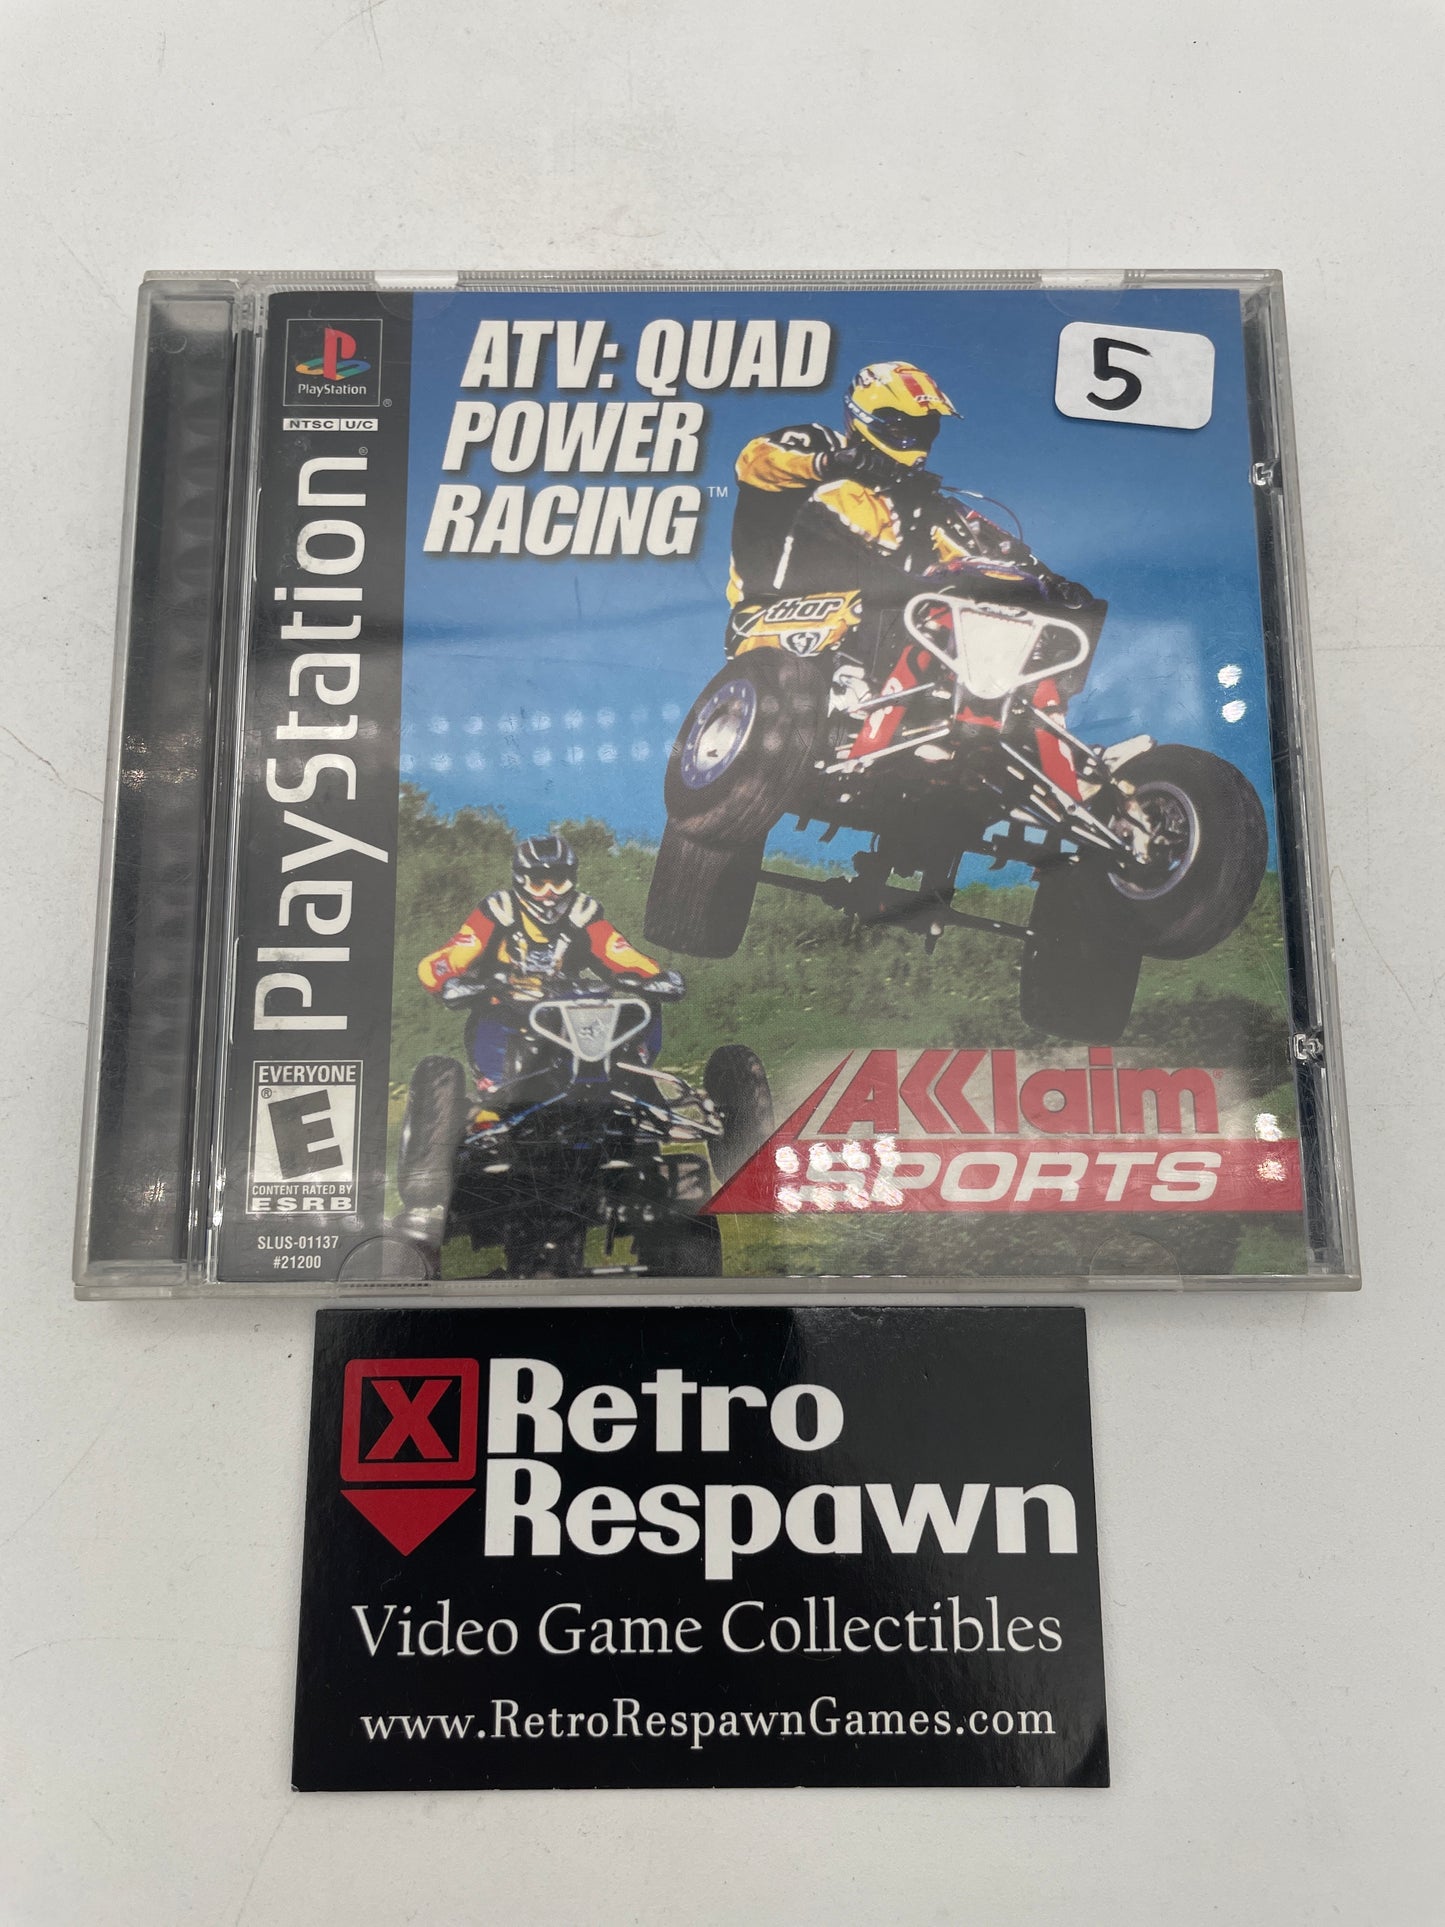 PlayStation
®
NTSC U/C
PlayStation
®
ATV: QUAD
POWER
RACING™
5
thor
EVERYONE
E
®
CONTENT RATED BY
ESRB
SLUS-01137
#21200
AKKlaim®
SPORTS
X
Retro
Respawn
Video Game Collectibles
www.RetroRespawnGames.com